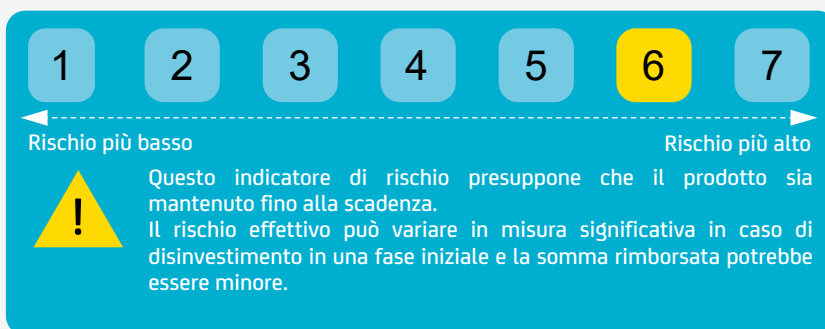 1 2 3 4 5 6 7
Rischio più basso Rischio più alto
Questo indicatore di rischio presuppone che il prodotto sia
mantenuto fino alla scadenza.
!
Il rischio effettivo può variare in misura significativa in caso di
disinvestimento in una fase iniziale e la somma rimborsata potrebbe
essere minore.